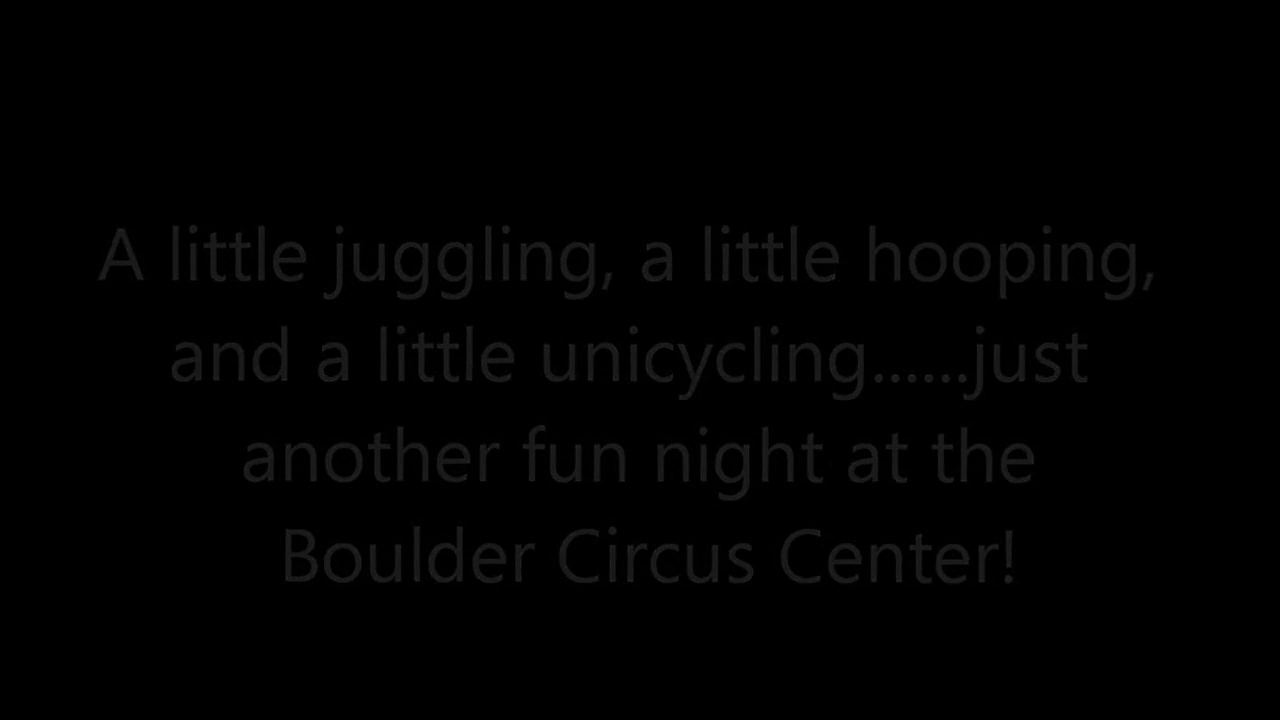 A little juggling, a little hooping,
and a little unicycling......just
another fun night at the
Boulder Circus Center!